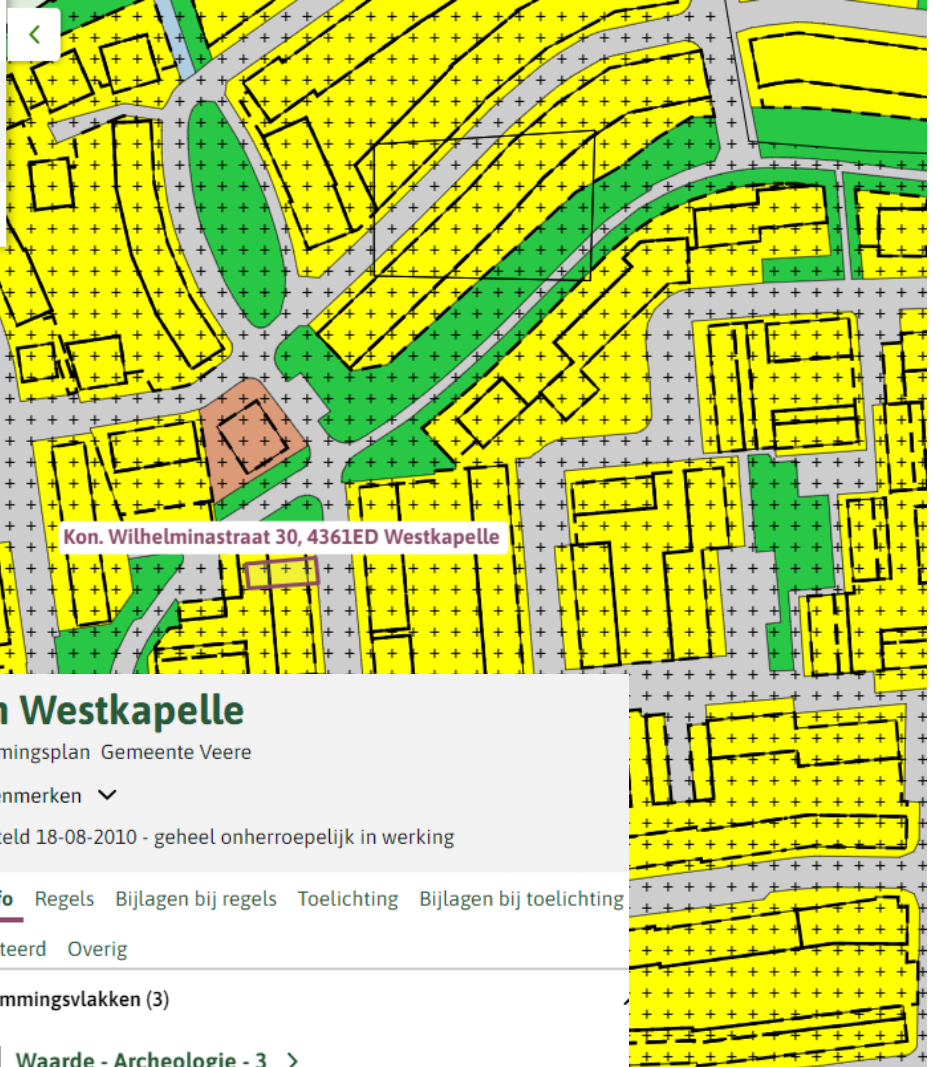 Kon. Wilhelminastraat 30, 4361ED Westkapelle
n Westkapelle
mingsplan Gemeente Veere
enmerken
teld 18-08-2010 - geheel onherroepelijk in werking
fo Regels Bijlagen bij regels Toelichting Bijlagen bij toelichting
teerd Overig
mmingsvlakken (3)
Waarde - Archeologie - 3